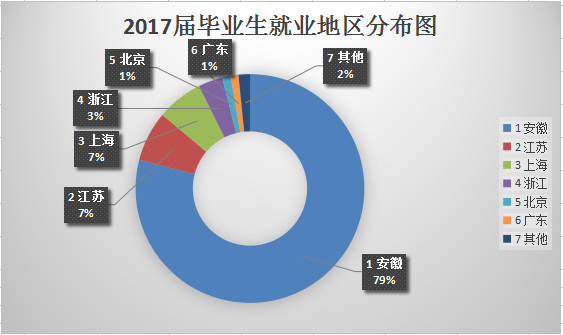 2017届毕业生就业地区分布图
6 广东
1%
7 其他
2%
5 北京
1%
4 浙江
3%
3 上海
7%
2 江苏
7%
1 安徽
79%
1 安徽
2 江苏
3 上海
4 浙江
5 北京
6 广东
7 其他